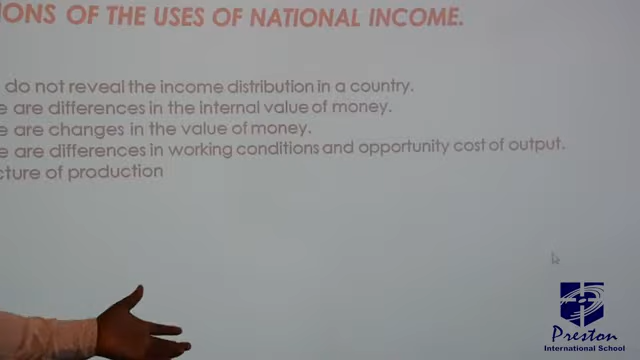 IONS OF THE USES OF NATIONAL INCOME.
do not reveal the income distribution in a country.
e are differences in the internal value of money.
e are changes in the value of money.
e are differences in working conditions and opportunity cost of output.
cture of production
Preston
International School